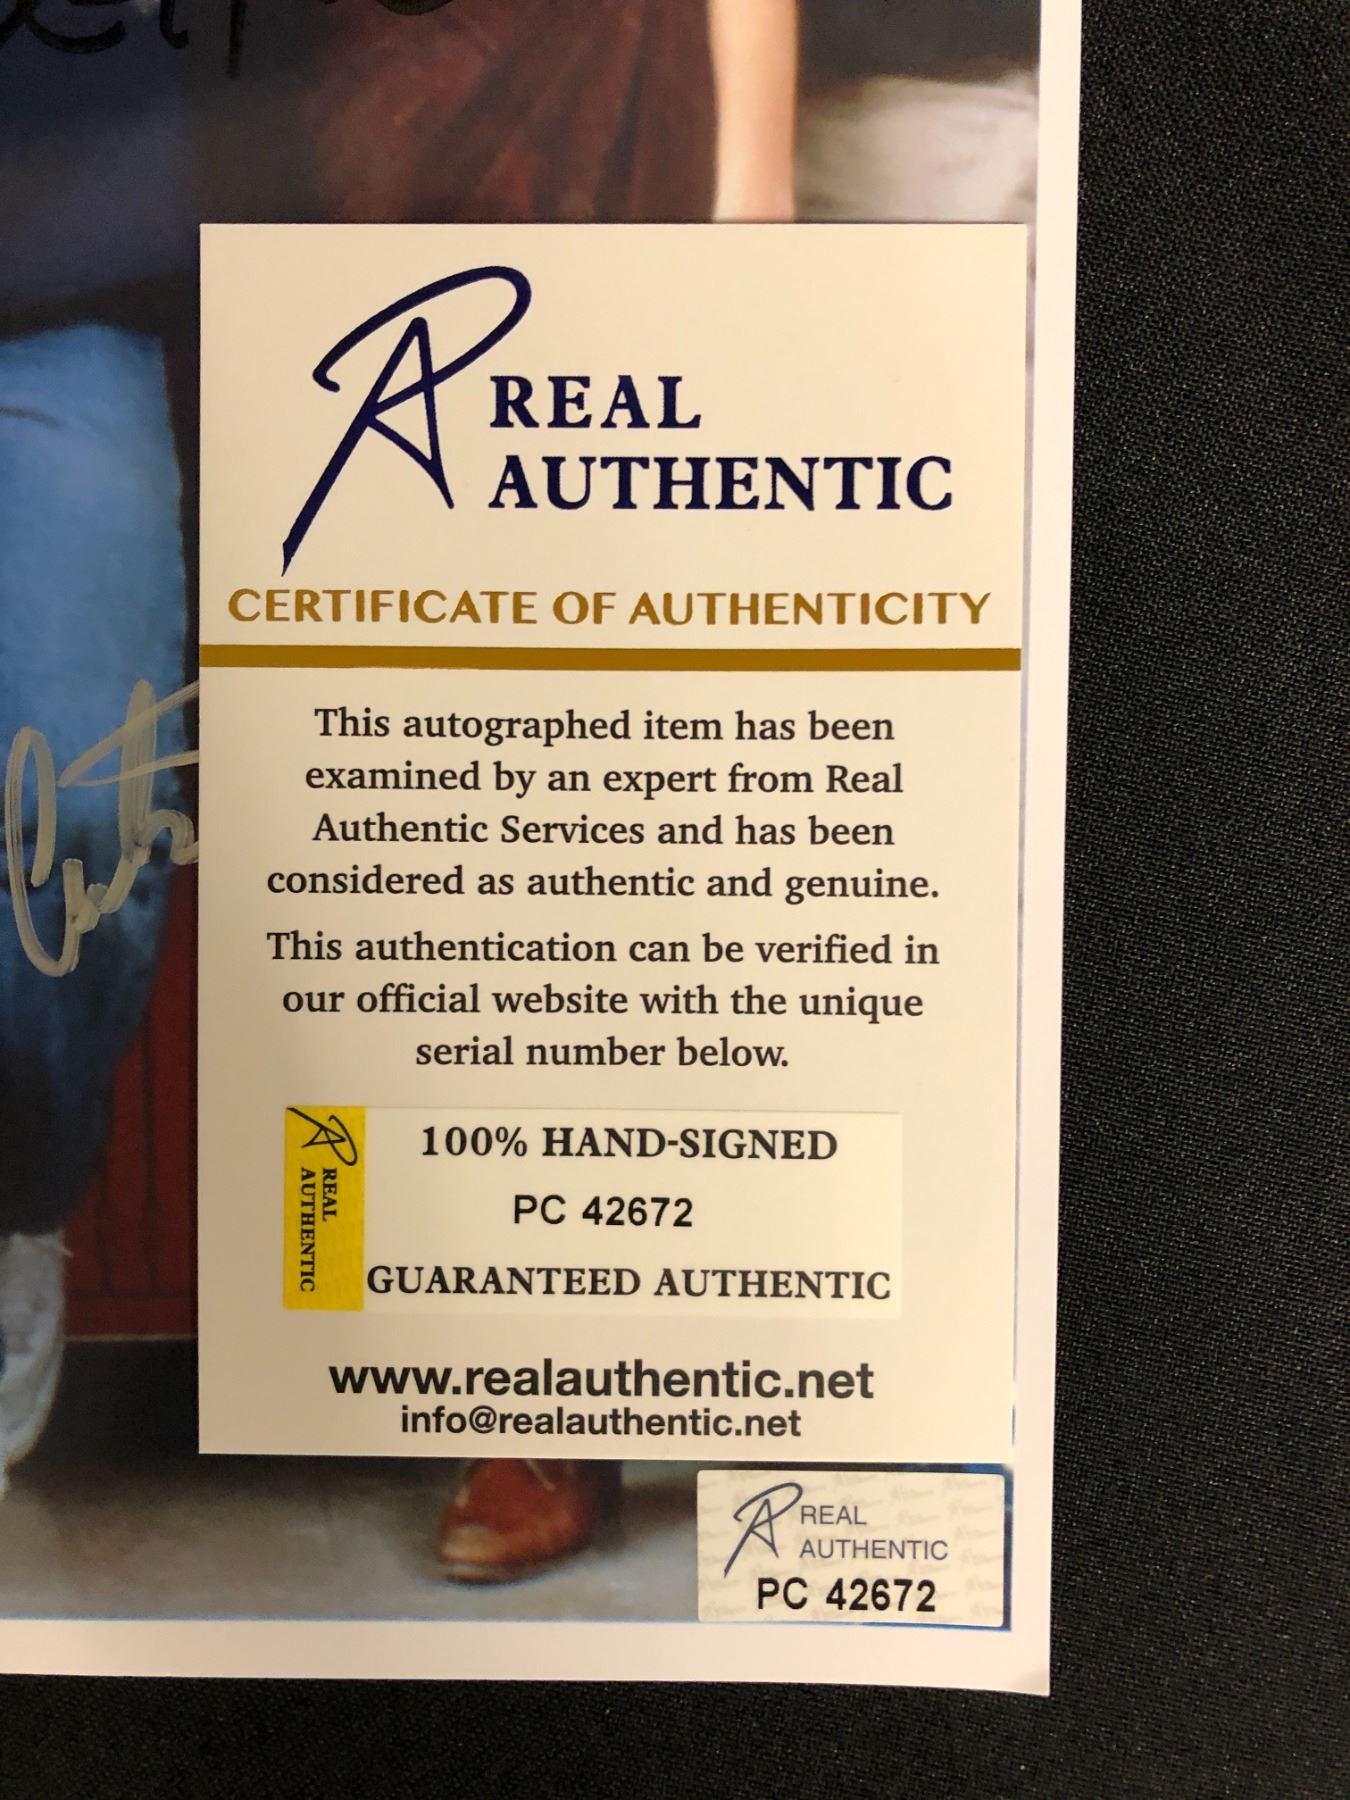 REAL
AUTHENTIC
CERTIFICATE OF AUTHENTICITY
This autographed item has been
examined by an expert from Real
Authentic Services and has been
considered as authentic and genuine.
This authentication can be verified in
our official website with the unique
serial number below.
REAL
AUTHENTIC
100% HAND-SIGNED
PC 42672
GUARANTEED AUTHENTIC
www.realauthentic.net
info@realauthentic.net
REAL
AUTHENTIC
PC 42672